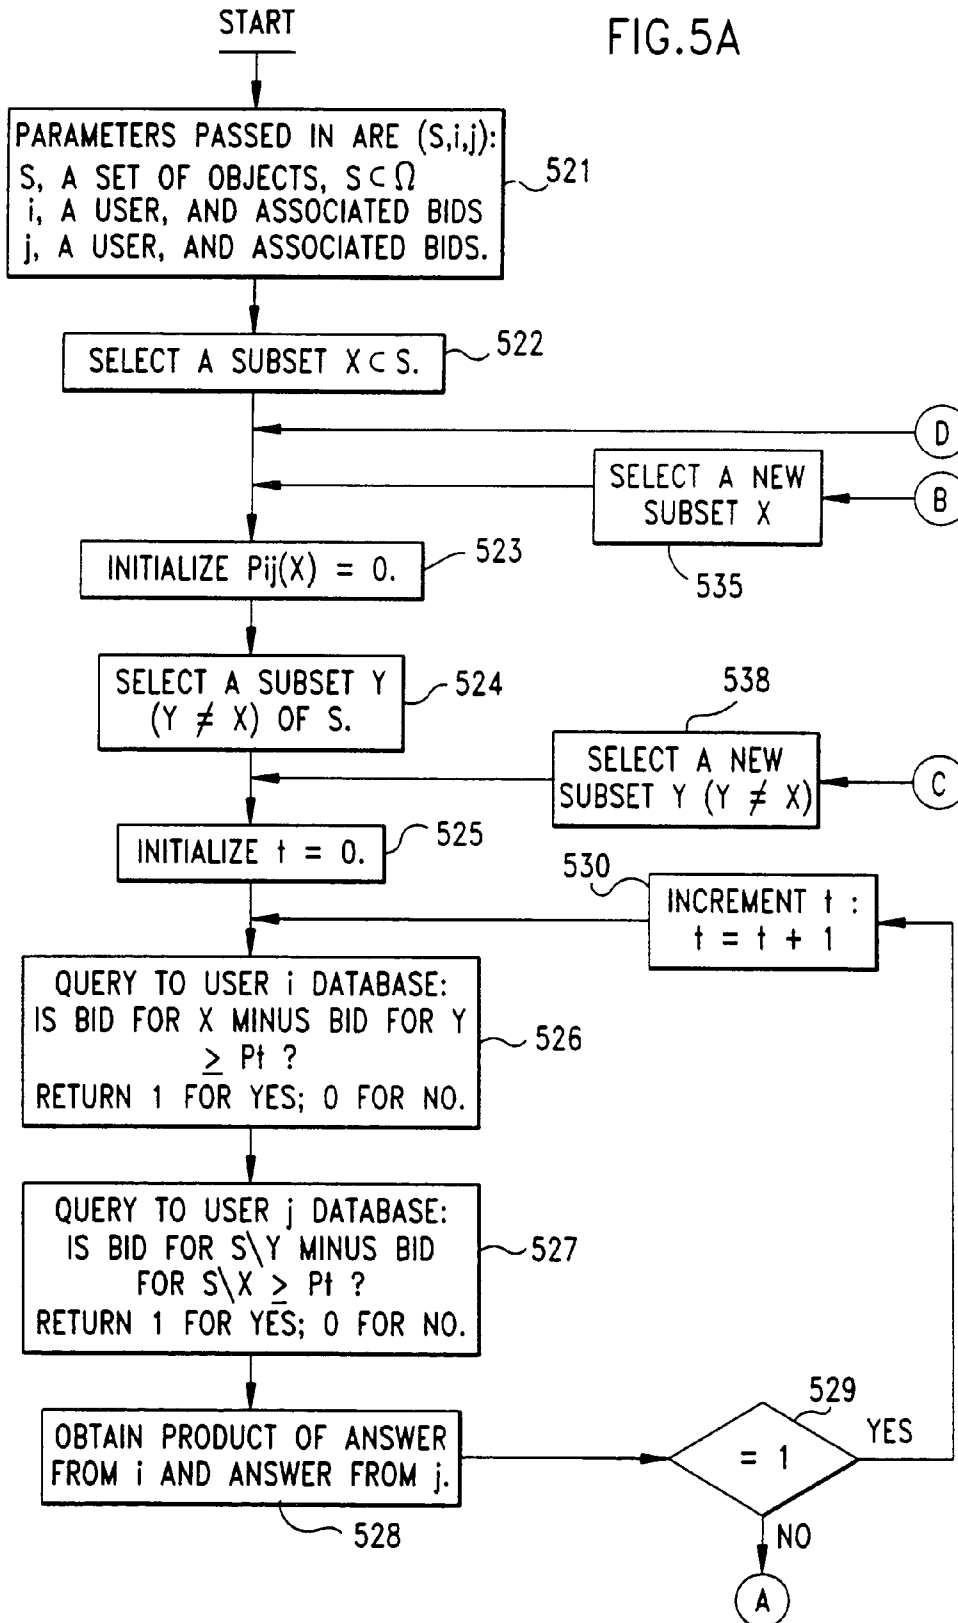 START
FIG.5A
PARAMETERS PASSED IN ARE (S,i,j):
S, A SET OF OBJECTS, S⊂Ω
i, A USER, AND ASSOCIATED BIDS
j, A USER, AND ASSOCIATED BIDS.
521
SELECT A SUBSET X⊂S.
522
D
SELECT A NEW
SUBSET X
B
535
INITIALIZE Pij(X) = 0.
523
SELECT A SUBSET Y
(Y ≠ X) OF S.
524
538
SELECT A NEW
SUBSET Y (Y ≠ X)
C
INITIALIZE t = 0.
525
530
INCREMENT t :
t = t + 1
QUERY TO USER i DATABASE:
IS BID FOR X MINUS BID FOR Y
≥ Pt ?
RETURN 1 FOR YES; 0 FOR NO.
526
QUERY TO USER j DATABASE:
IS BID FOR S\Y MINUS BID
FOR S\X ≥ Pt ?
RETURN 1 FOR YES; 0 FOR NO.
527
OBTAIN PRODUCT OF ANSWER
FROM i AND ANSWER FROM j.
528
529
= 1
YES
NO
A